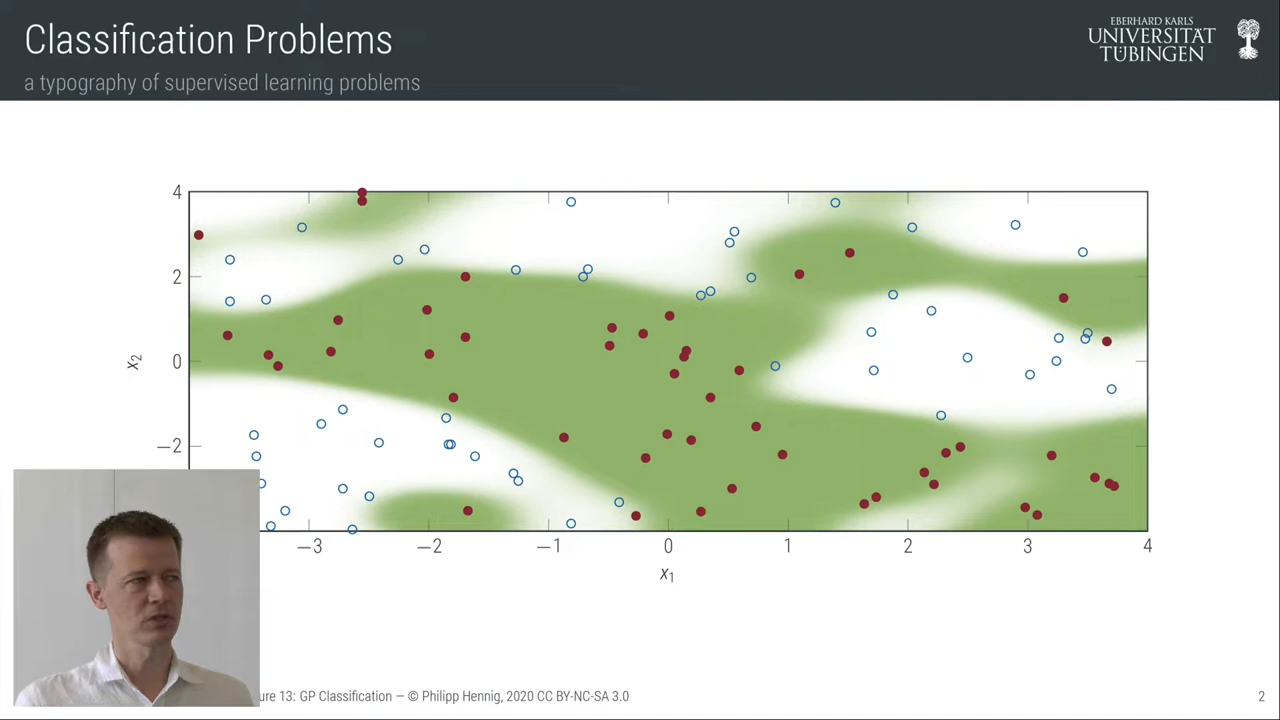 Classification Problems
a typography of supervised learning problems
EBERHARD KARLS
UNIVERSITÄT
TÜBINGEN
4
2
0
−2
x2
−3
−2
−1
0
1
2
3
4
x1
13: GP Classification — © Philipp Hennig, 2020 CC BY-NC-SA 3.0
2